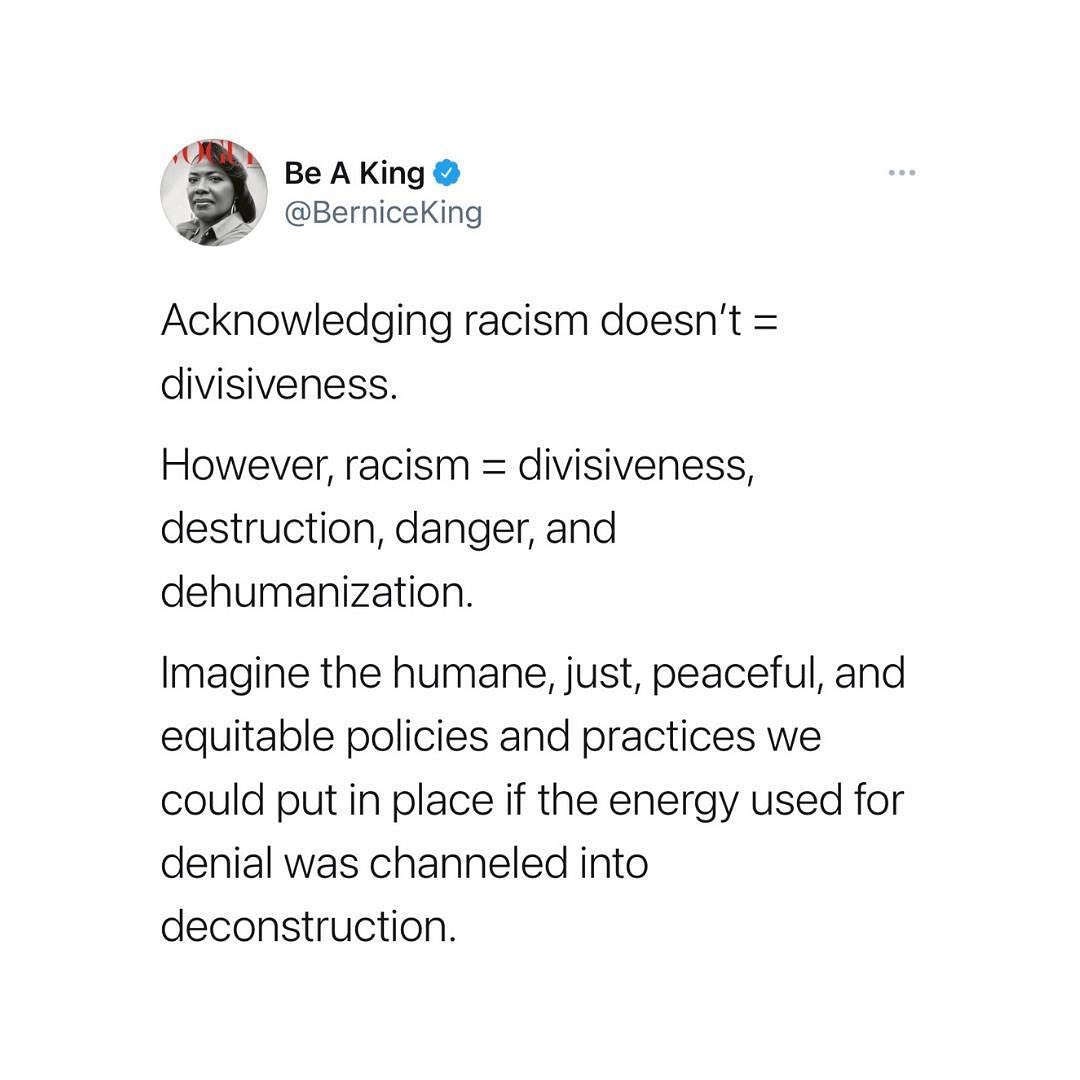 VOGUE
Be A King
@BerniceKing
Acknowledging racism doesn’t =
divisiveness.
However, racism = divisiveness,
destruction, danger, and
dehumanization.
Imagine the humane, just, peaceful, and
equitable policies and practices we
could put in place if the energy used for
denial was channeled into
deconstruction.